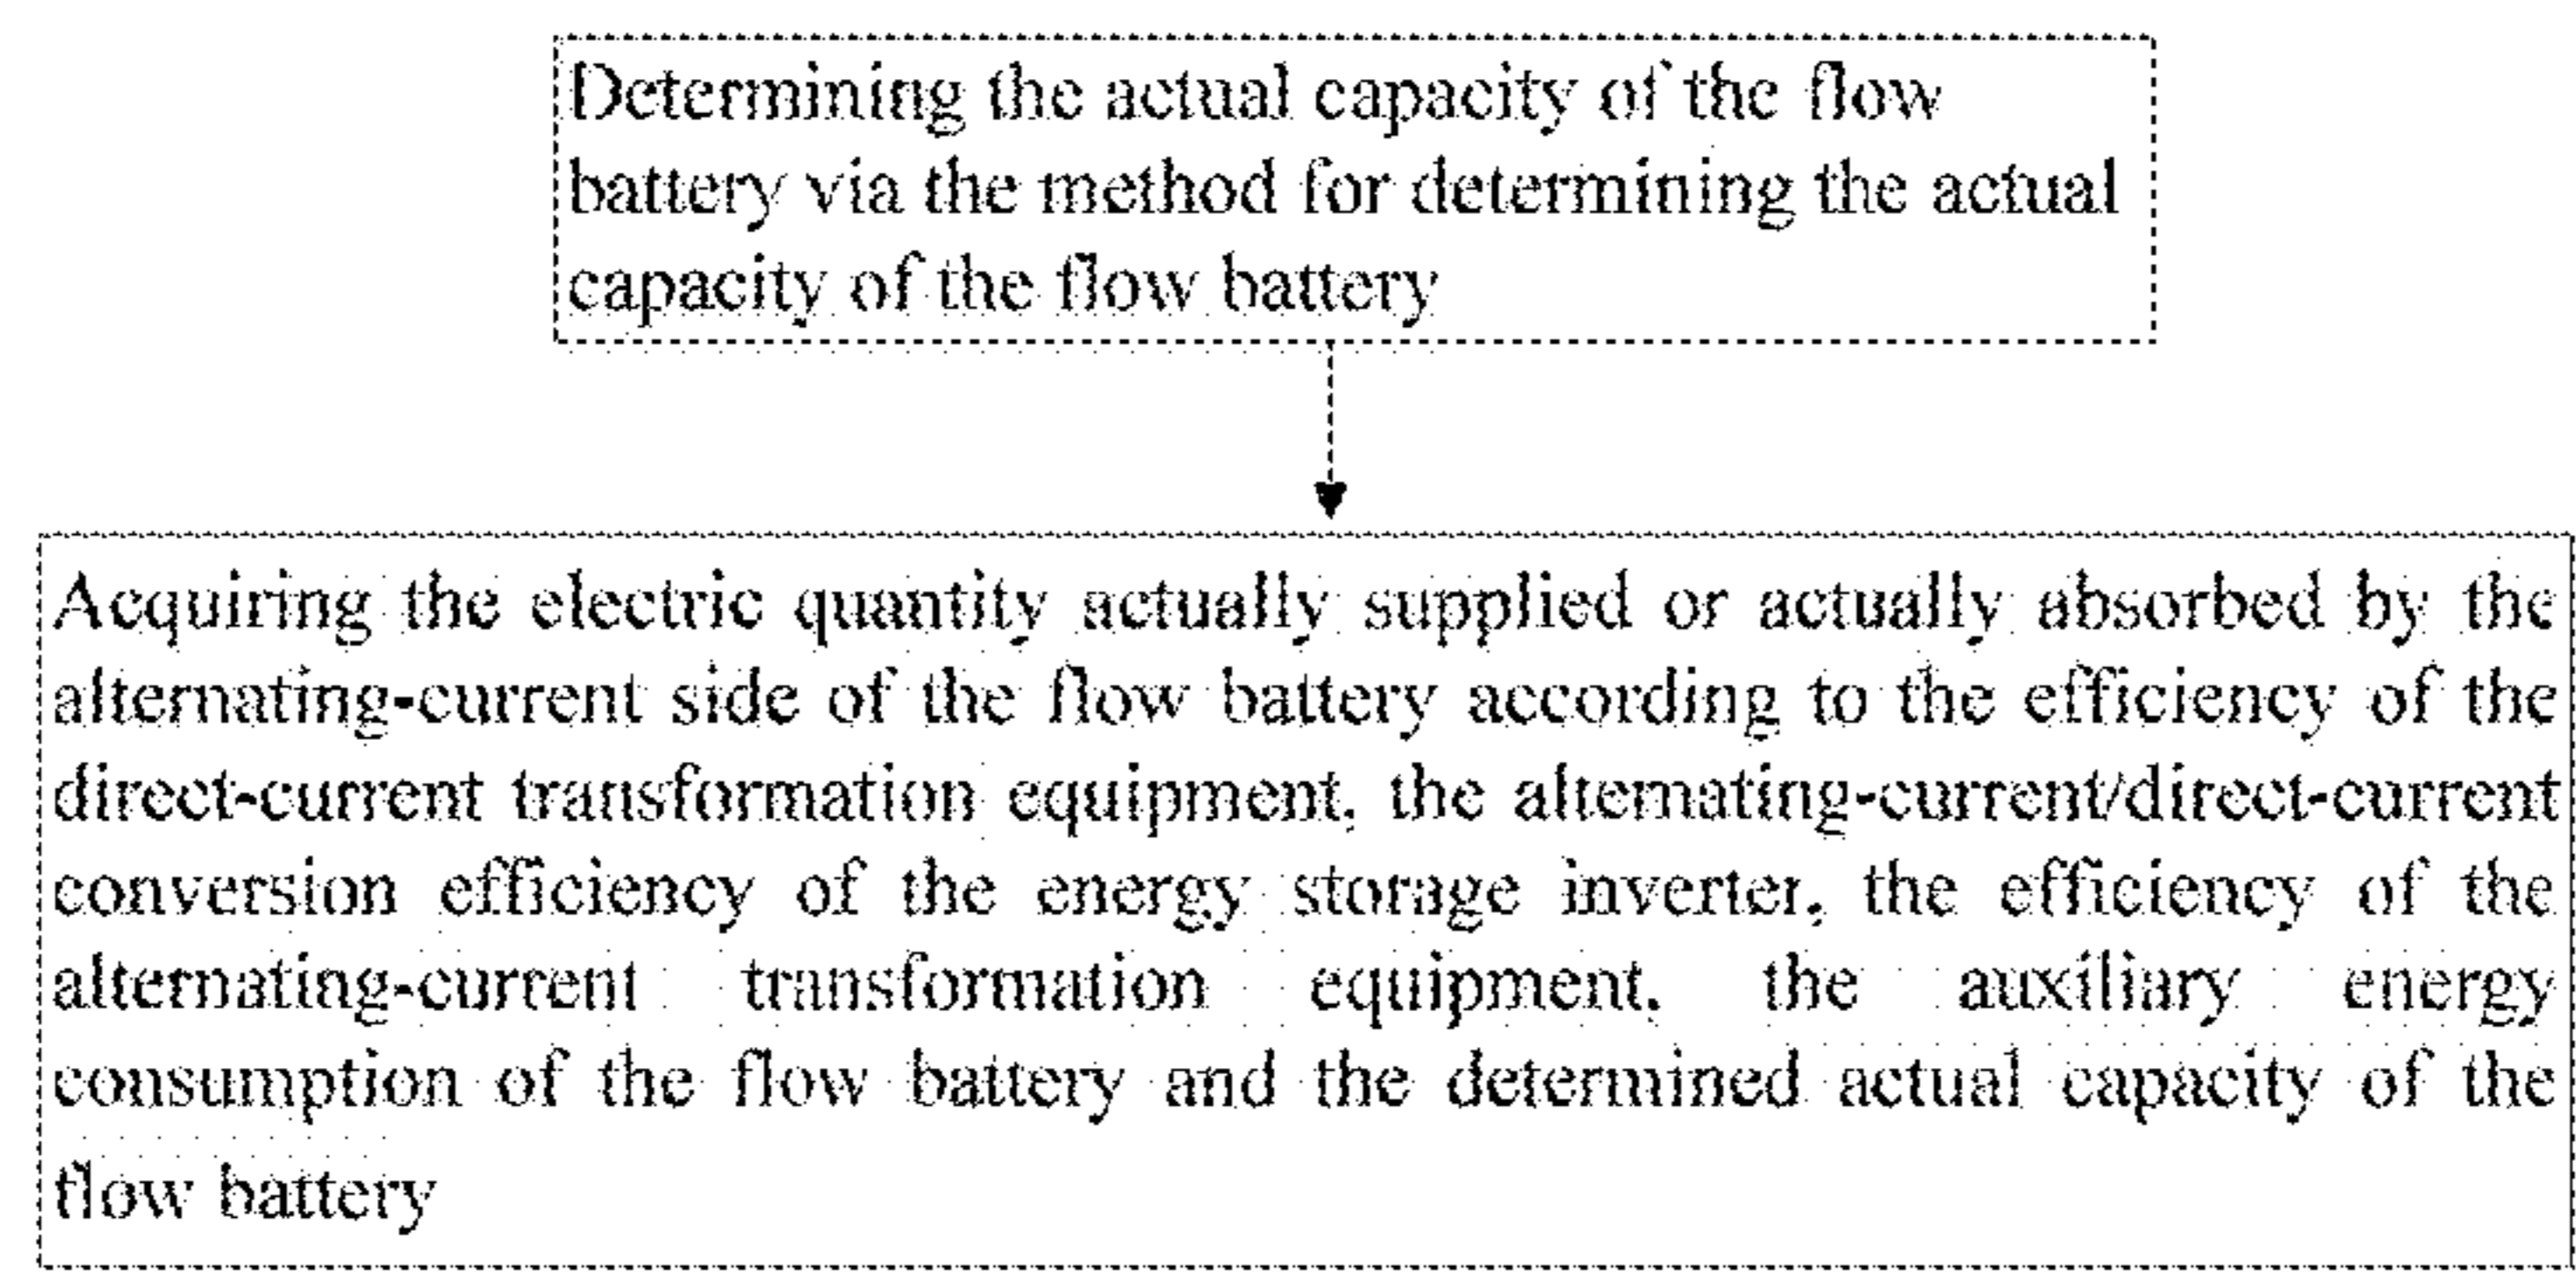 Determining the actual capacity of the flow
battery via the method for determining the actual
capacity of the flow battery
Acquiring the electric quantity actually supplied or actually absorbed by the
alternating-current side of the flow battery according to the efficiency of the
direct-current transformation equipment, the alternating-current/direct-current
conversion efficiency of the energy storage inverter, the efficiency of the
alternating-current transformation equipment, the auxiliary energy
consumption of the flow battery and the determined actual capacity of the
flow battery